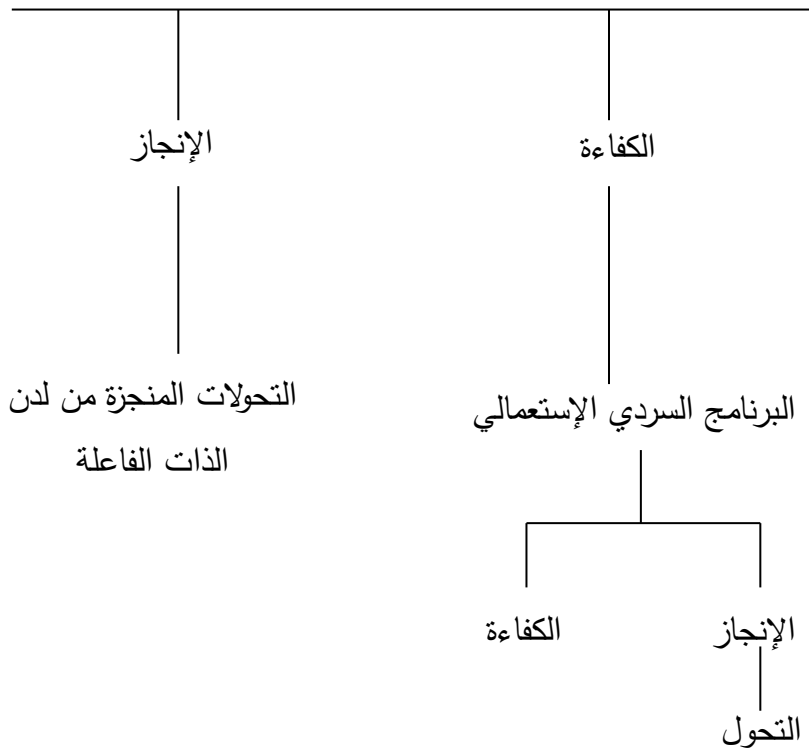 الكفاءة
الإنجاز
البرنامج السردي الإستعمالي
التحولات المنجزة من لدن
الذات الفاعلة
الإنجاز
الكفاءة
التحول